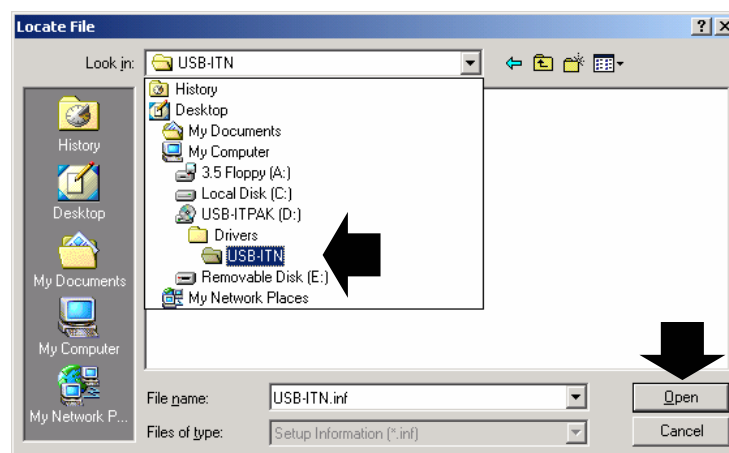 Locate File
Look in:
USB-ITN
History
Desktop
My Documents
My Computer
3.5 Floppy (A:)
Local Disk (C:)
USB-ITPAK (D:)
Drivers
USB-ITN
Removable Disk (E:)
My Network Places
History
Desktop
My Documents
My Computer
My Network P...
File name:
USB-ITN.inf
Open
Files of type:
Setup Information (*.inf)
Cancel